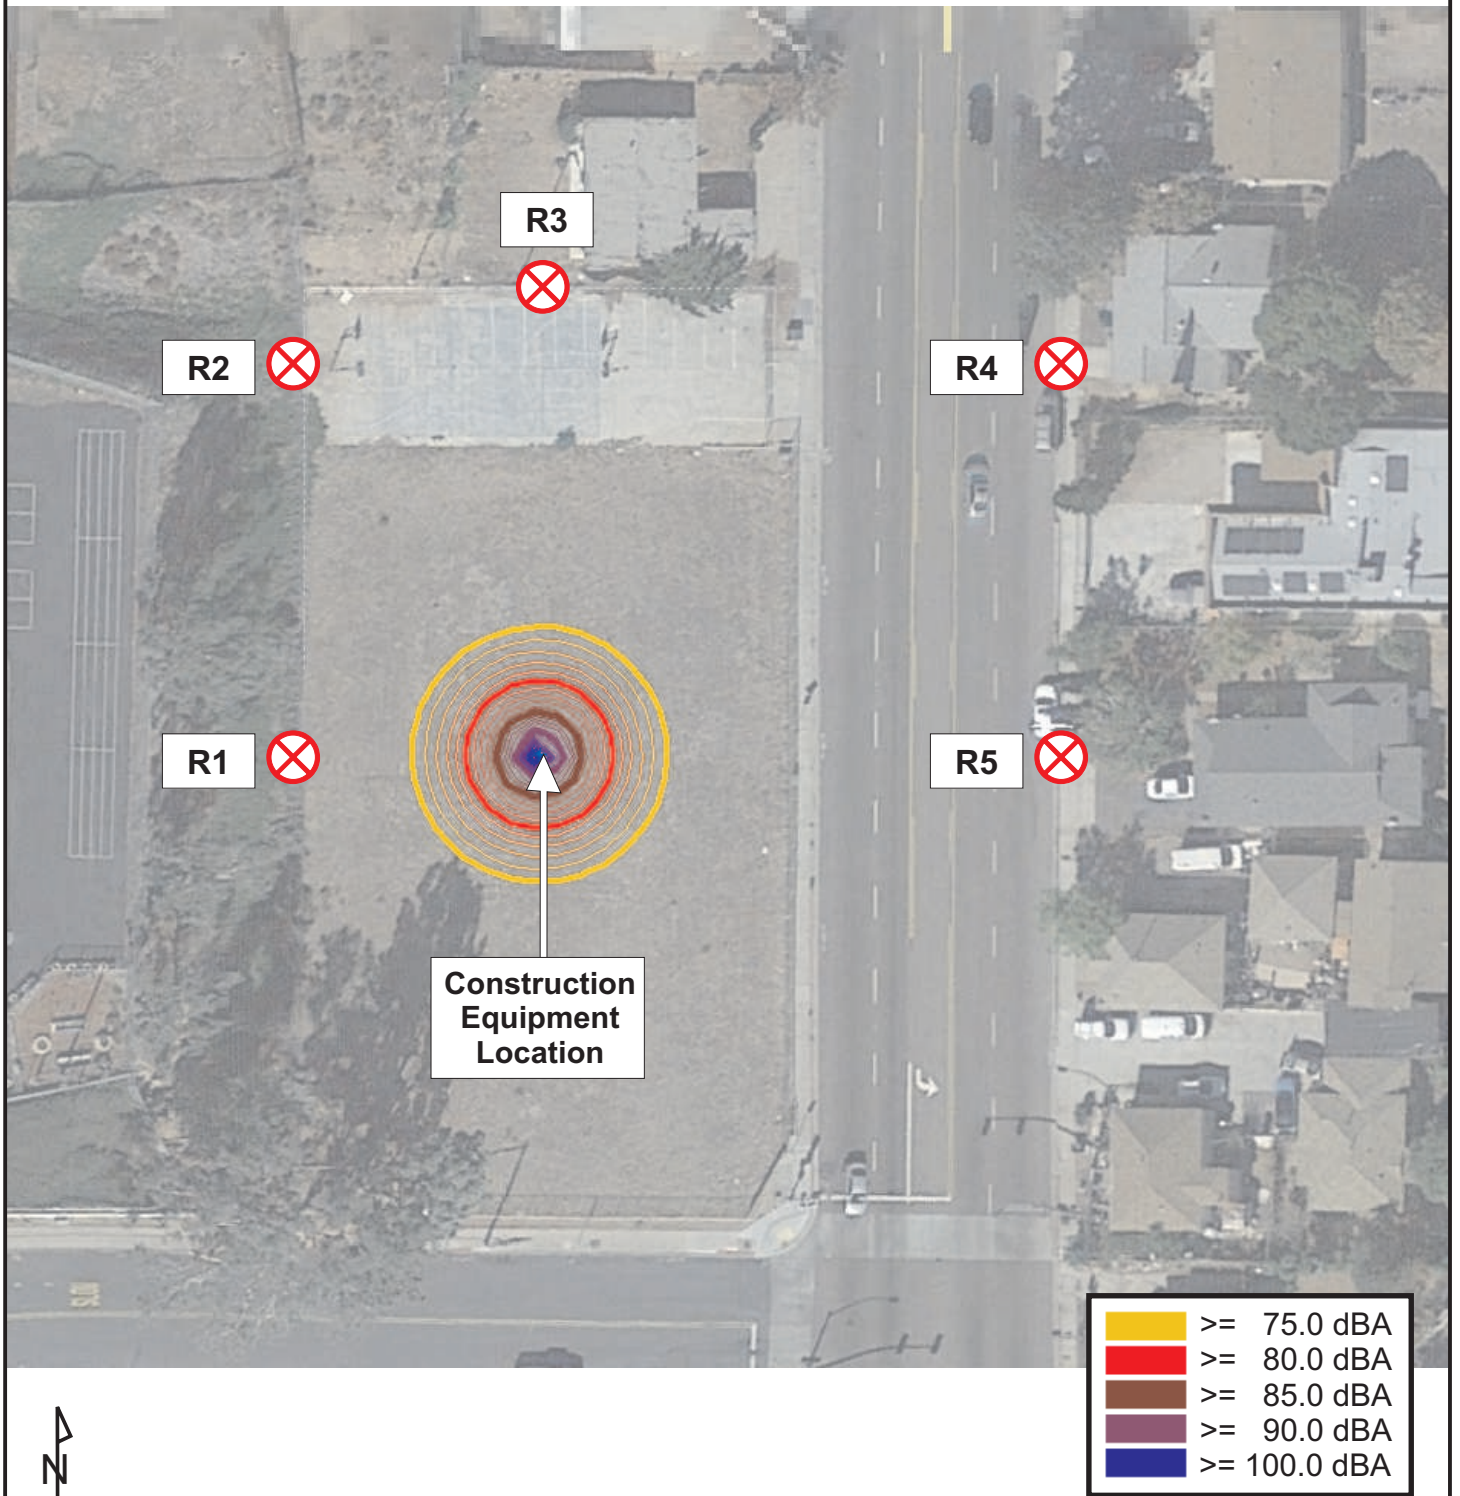 R3
R2
R4
R1
R5
Construction
Equipment
Location
>= 75.0 dBA
>= 80.0 dBA
>= 85.0 dBA
>= 90.0 dBA
>= 100.0 dBA
N